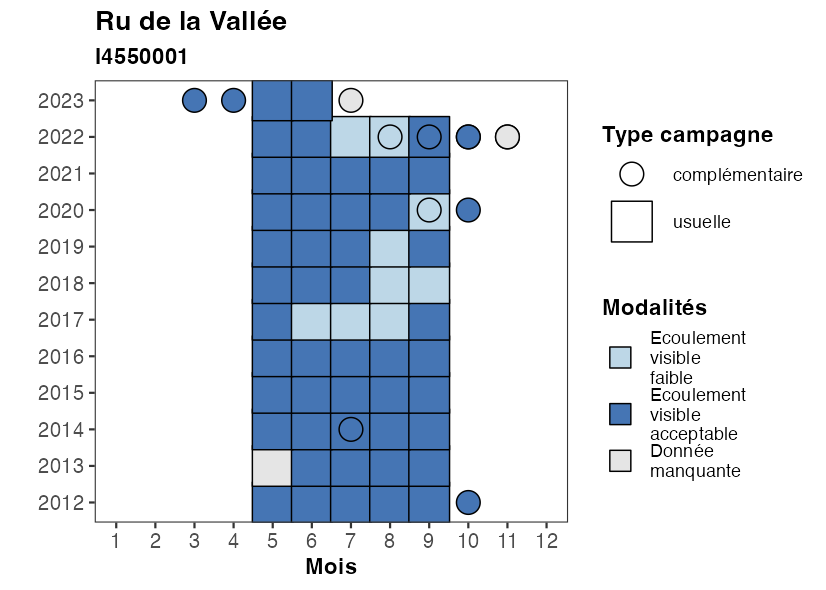 Ru de la Vallée
I4550001
2023
2022
2021
2020
2019
2018
2017
2016
2015
2014
2013
2012
1 2 3 4 5 6 7 8 9 10 11 12
Mois
Type campagne
complémentaire
usuelle
Modalités
Ecoulement
visible
faible
Ecoulement
visible
acceptable
Donnée
manquante